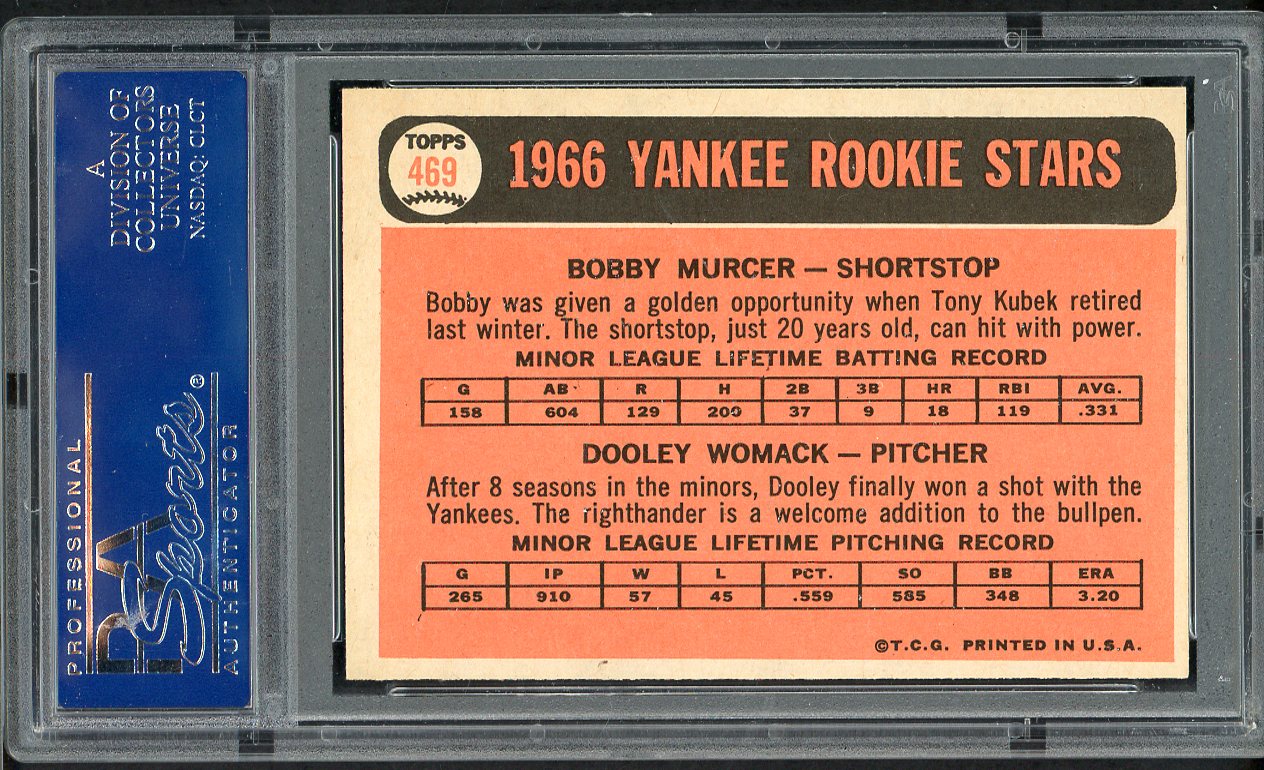 A
DIVISION OF
COLLECTORS
UNIVERSE
NASDAQ: CLCT
PROFESSIONAL
PSA
Sports®
AUTHENTICATOR
TOPPS
469
1966 YANKEE ROOKIE STARS
BOBBY MURCER — SHORTSTOP
Bobby was given a golden opportunity when Tony Kubek retired
last winter. The shortstop, just 20 years old, can hit with power.
MINOR LEAGUE LIFETIME BATTING RECORD
G AB R H 2B 3B HR RBI AVG.
158 604 129 200 37 9 18 119 .331
DOOLEY WOMACK — PITCHER
After 8 seasons in the minors, Dooley finally won a shot with the
Yankees. The righthander is a welcome addition to the bullpen.
MINOR LEAGUE LIFETIME PITCHING RECORD
G IP W L PCT. SO BB ERA
265 910 57 45 .559 585 348 3.20
©T.C.G. PRINTED IN U.S.A.